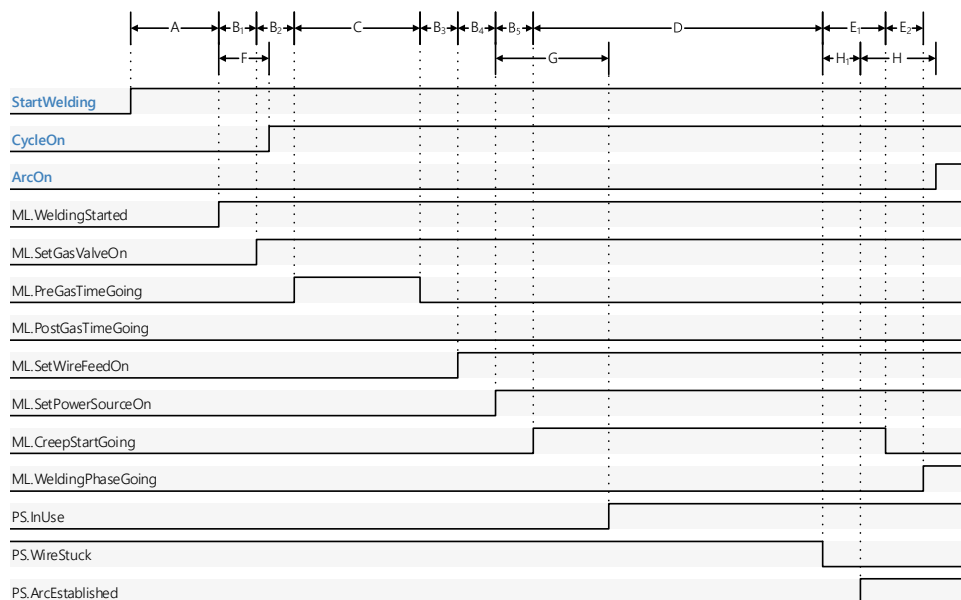 A B₁ B₂ C B₃ B₄ B₅ D E₁ E₂
F G H₁ H
StartWelding
CycleOn
ArcOn
ML.WeldingStarted
ML.SetGasValveOn
ML.PreGasTimeGoing
ML.PostGasTimeGoing
ML.SetWireFeedOn
ML.SetPowerSourceOn
ML.CreepStartGoing
ML.WeldingPhaseGoing
PS.InUse
PS.WireStuck
PS.ArcEstablished